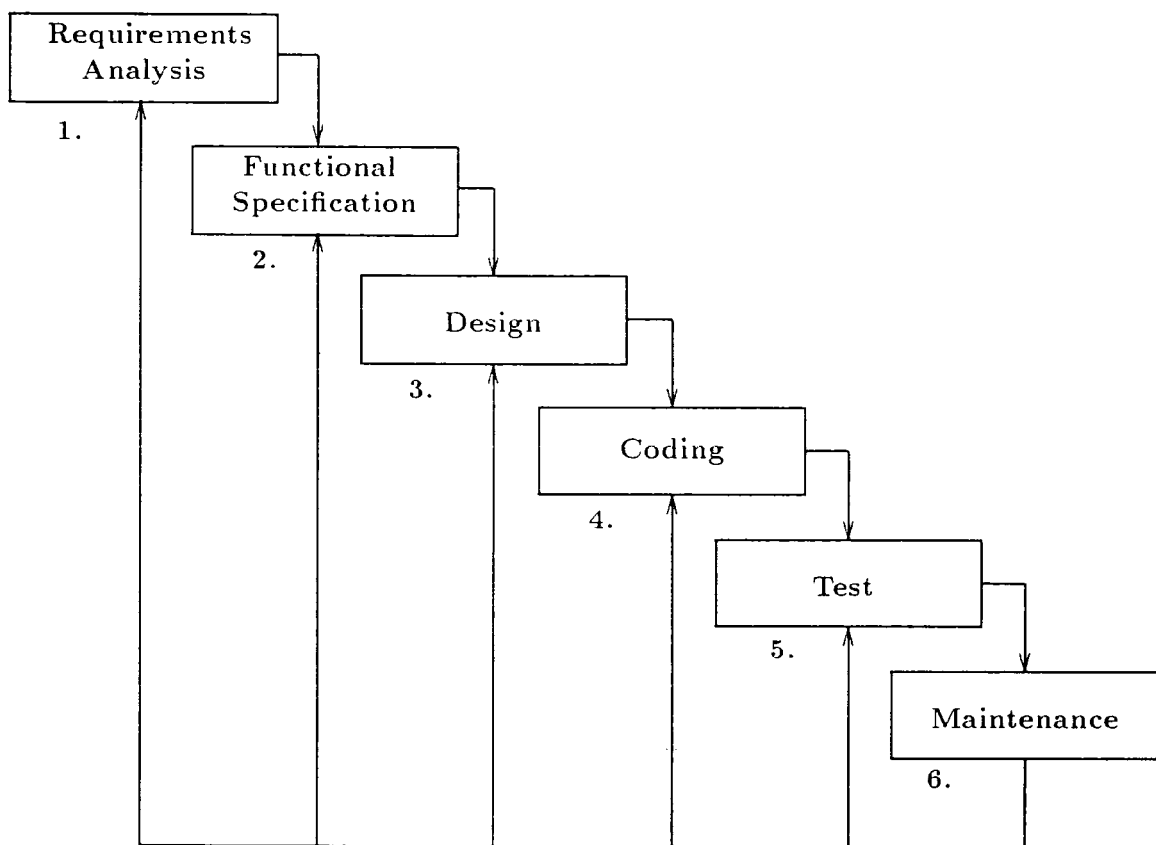 Requirements
Analysis
1.
Functional
Specification
2.
Design
3.
Coding
4.
Test
5.
Maintenance
6.